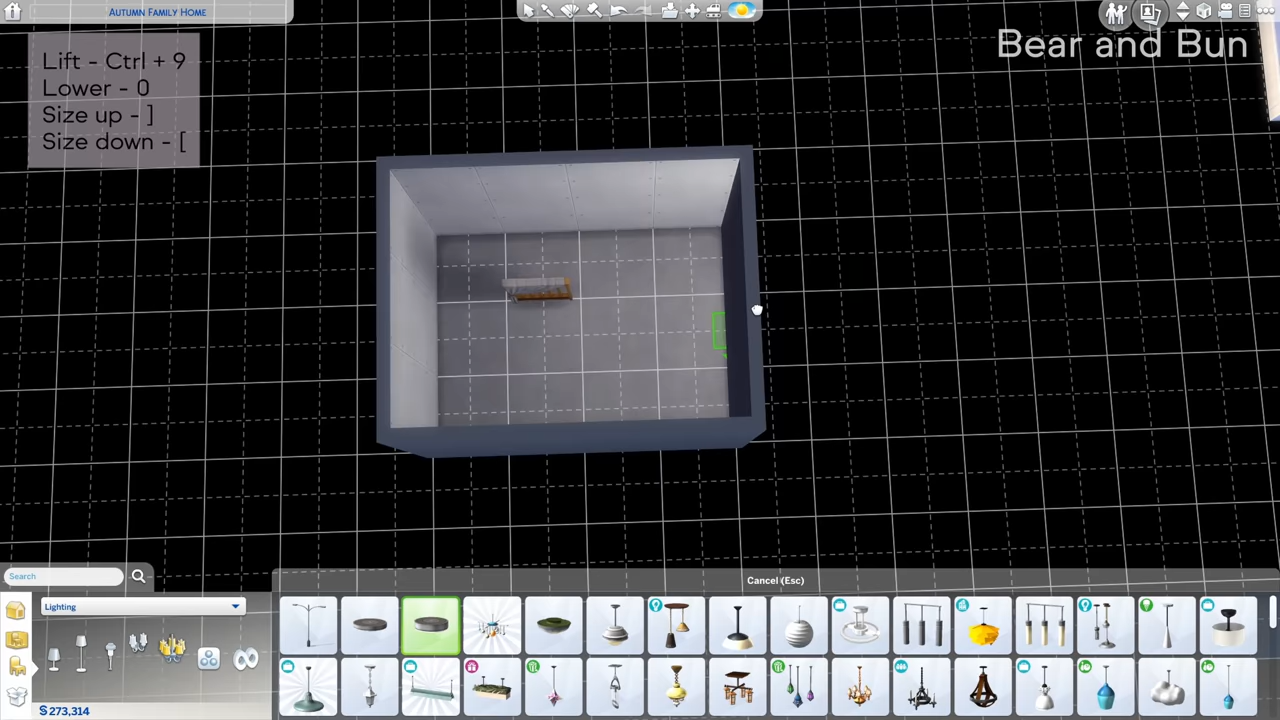 AUTUMN FAMILY HOME
Bear and Bun
Lift - Ctrl + 9
Lower - 0
Size up - ]
Size down - [
Cancel (Esc)
Search
Lighting
§273,314